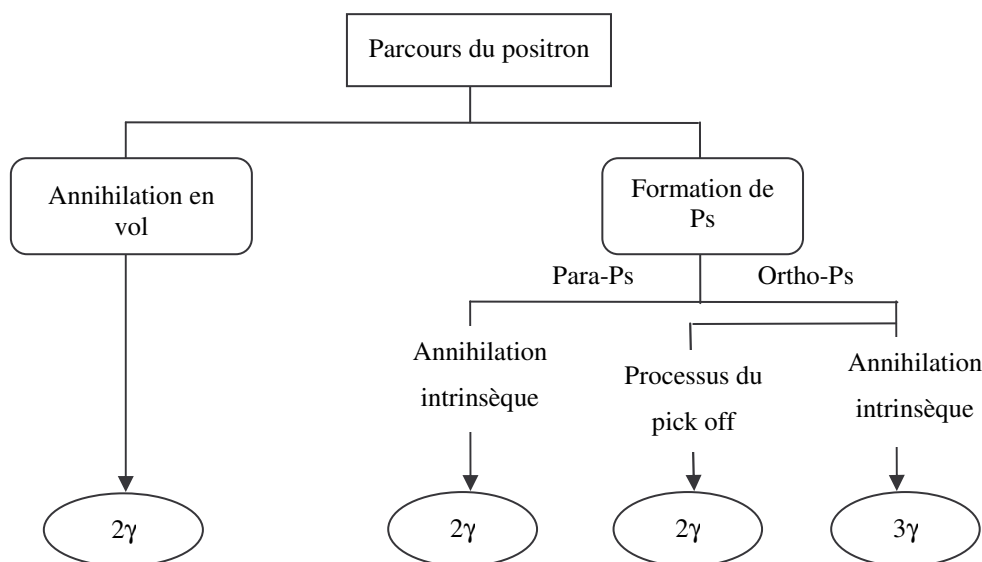 Parcours du positron
Annihilation en
vol
Formation de
Ps
Para-Ps
Ortho-Ps
Annihilation
intrinsèque
Processus du
pick off
Annihilation
intrinsèque
2γ
2γ
2γ
3γ